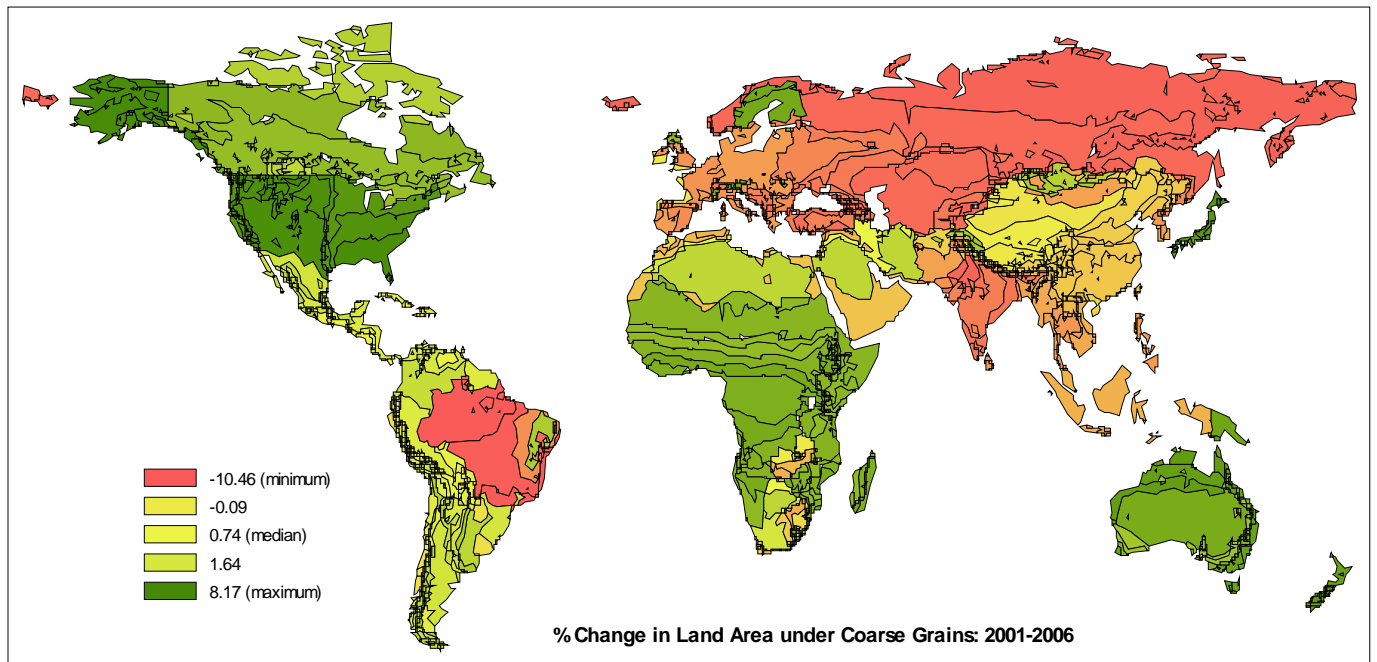 -10.46 (minimum)
-0.09
0.74 (median)
1.64
8.17 (maximum)
% Change in Land Area under Coarse Grains: 2001-2006